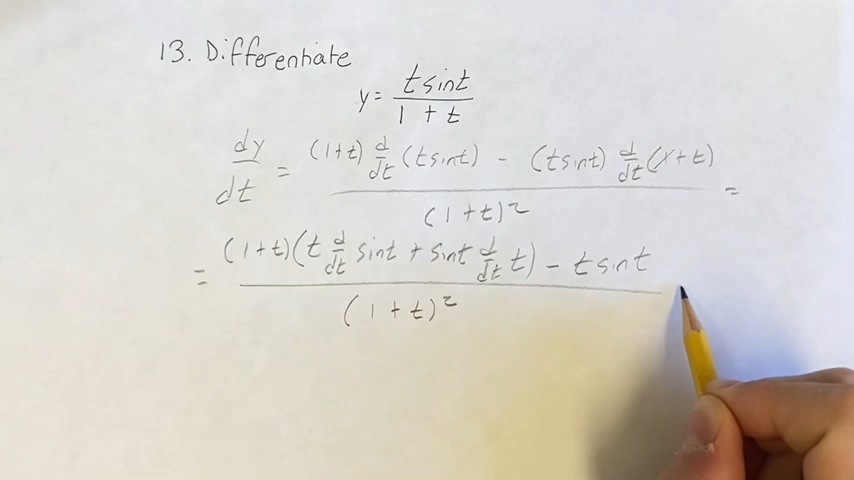 13. Differentiate
y = t sint / 1 + t
dy/dt = (1+t) d/dt (t sint) - (t sint) d/dt (1+t) / (1+t)² =
= (1+t)(t d/dt sint + sint d/dt t) - t sint / (1+t)²